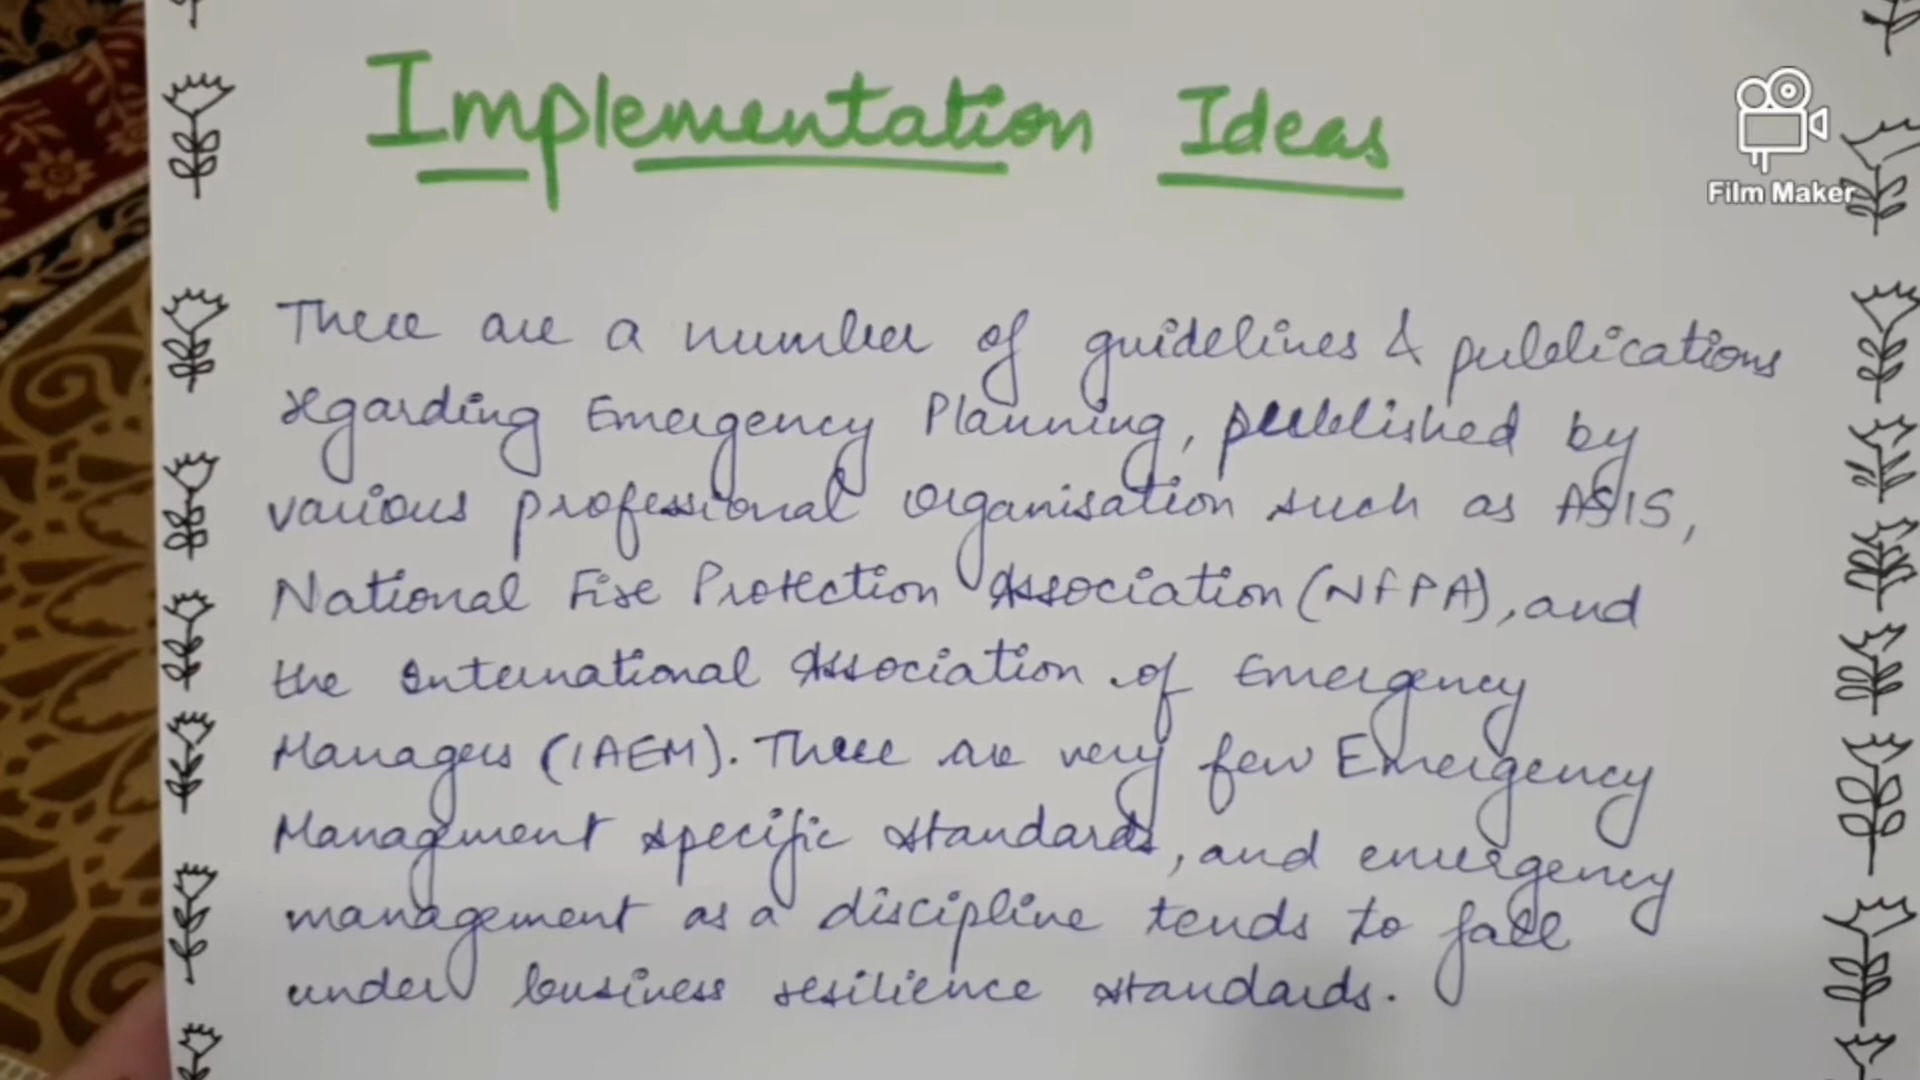 Implementation Ideas
Film Maker
There are a number of guidelines & publications
regarding Emergency Planning, published by
various professional organisation such as ASIS,
National Fire Protection Association (NFPA), and
the International Association of Emergency
Managers (IAEM). There are very few Emergency
Management specific standards, and emergency
management as a discipline tends to fall
under business resilience standards.